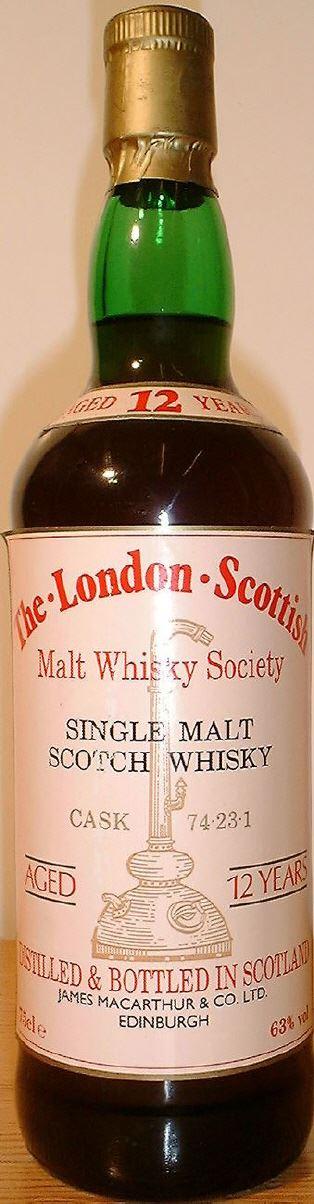 AGED 12 YEARS
The·London·Scottish
Malt Whisky Society
SINGLE MALT
SCOTCH WHISKY
CASK 74·23·1
AGED 12 YEARS
DISTILLED & BOTTLED IN SCOTLAND
JAMES MACARTHUR & CO. LTD.
EDINBURGH
75cl e 63% vol